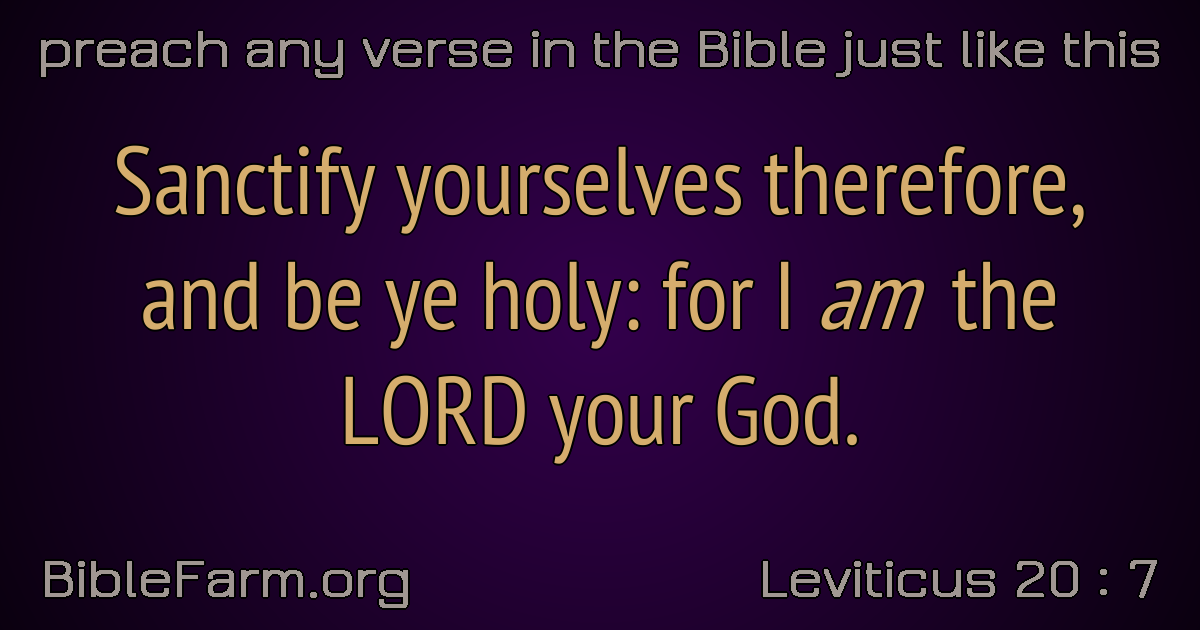 preach any verse in the Bible just like this
Sanctify yourselves therefore,
and be ye holy: for I am the
LORD your God.
BibleFarm.org
Leviticus 20 : 7